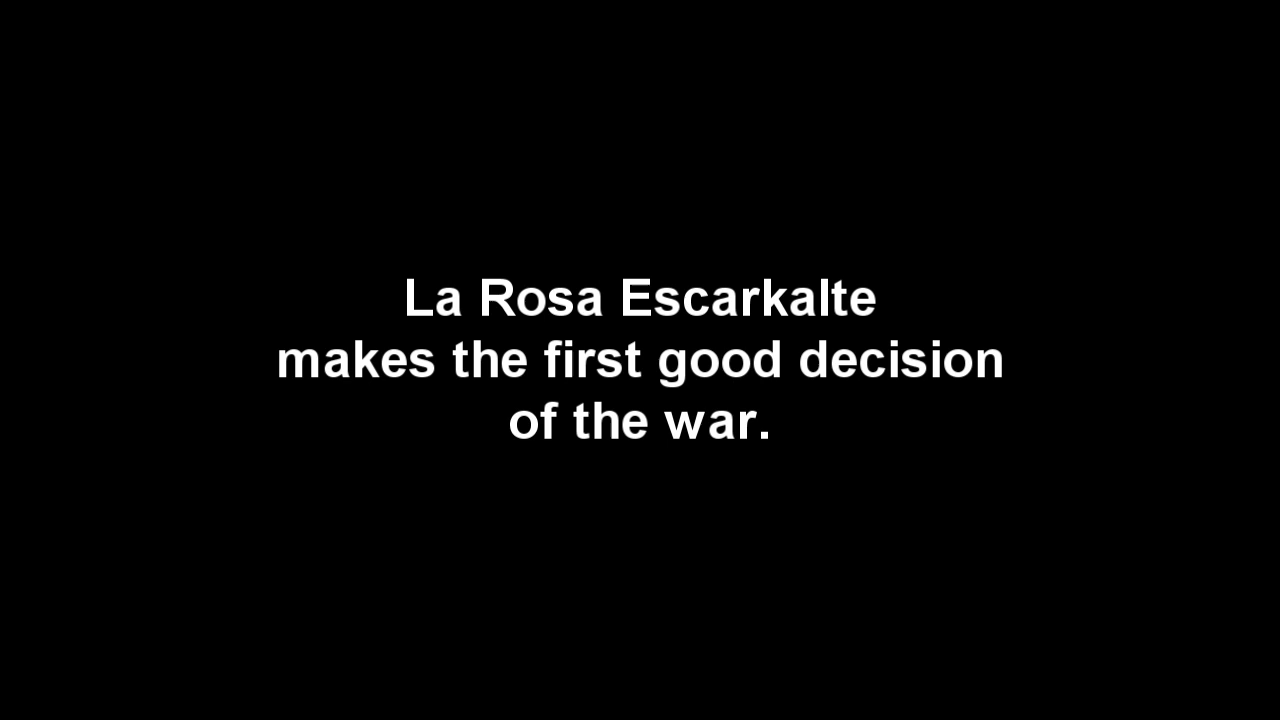 La Rosa Escarkalte
makes the first good decision
of the war.